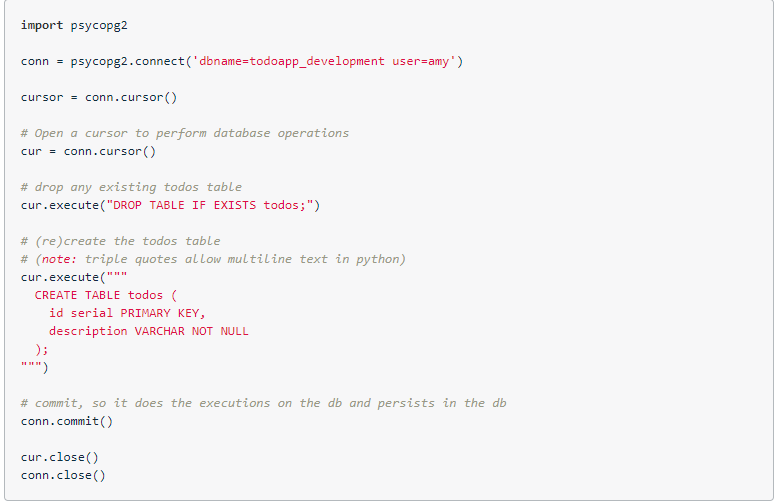 import psycopg2
conn = psycopg2.connect('dbname=todoapp_development user=amy')
cursor = conn.cursor()
# Open a cursor to perform database operations
cur = conn.cursor()
# drop any existing todos table
cur.execute("DROP TABLE IF EXISTS todos;")
# (re)create the todos table
# (note: triple quotes allow multiline text in python)
cur.execute("""
  CREATE TABLE todos (
    id serial PRIMARY KEY,
    description VARCHAR NOT NULL
  );
""")
# commit, so it does the executions on the db and persists in the db
conn.commit()
cur.close()
conn.close()